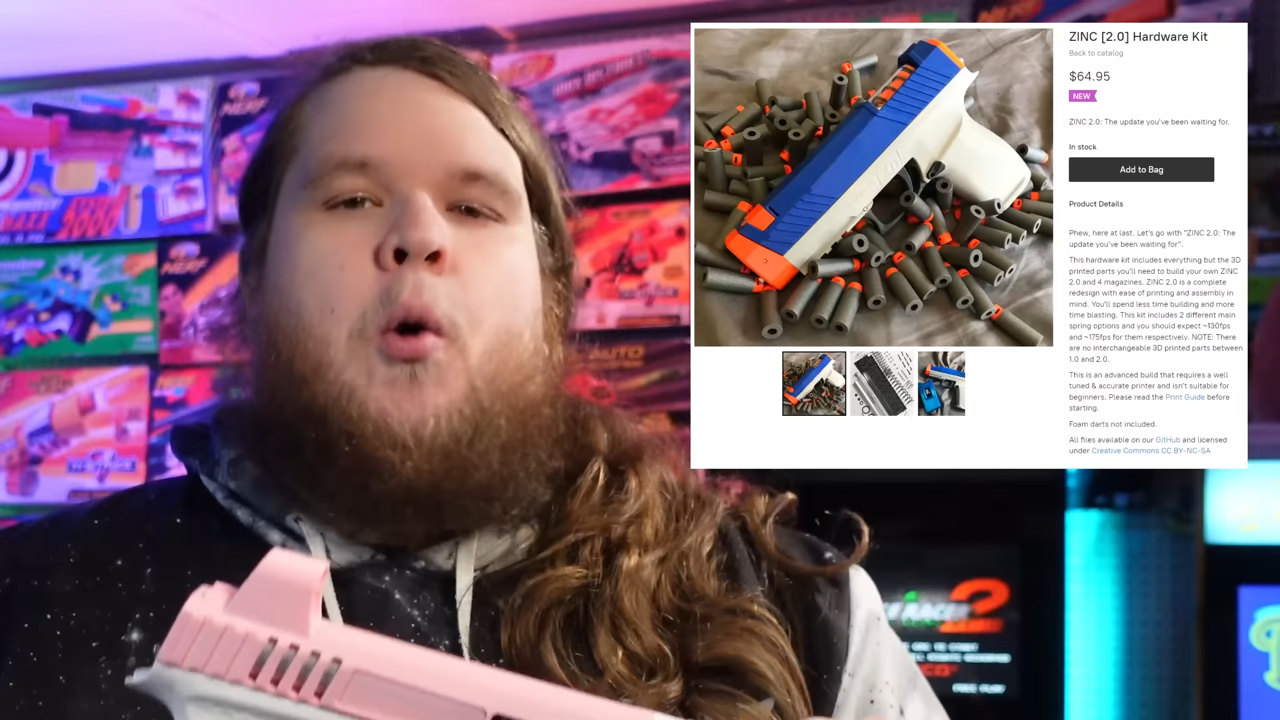 ZINC [2.0] Hardware Kit
Back to catalog
$64.95
NEW
ZINC 2.0: The update you've been waiting for.
In stock
Add to Bag
Product Details
Phew, here at last. Let's go with "ZINC 2.0: The
update you've been waiting for".
This hardware kit includes everything but the 3D
printed parts you'll need to build your own ZINC
2.0 and 4 magazines. ZINC 2.0 is a complete
redesign with ease of printing and assembly in
mind. You'll spend less time building and more
time blasting. This kit includes 2 different main
spring options and you should expect ~130fps
and ~175fps for them respectively. NOTE: There
are no interchangeable 3D printed parts between
1.0 and 2.0.
This is an advanced build that requires a well
tuned & accurate printer and isn't suitable for
beginners. Please read the Print Guide before
starting.
Foam darts not included.
All files available on our GitHub and licensed
under Creative Commons CC BY-NC-SA
NERF
NERF
AUTO
N-STRIKE
RACER 2
FREE PLAY